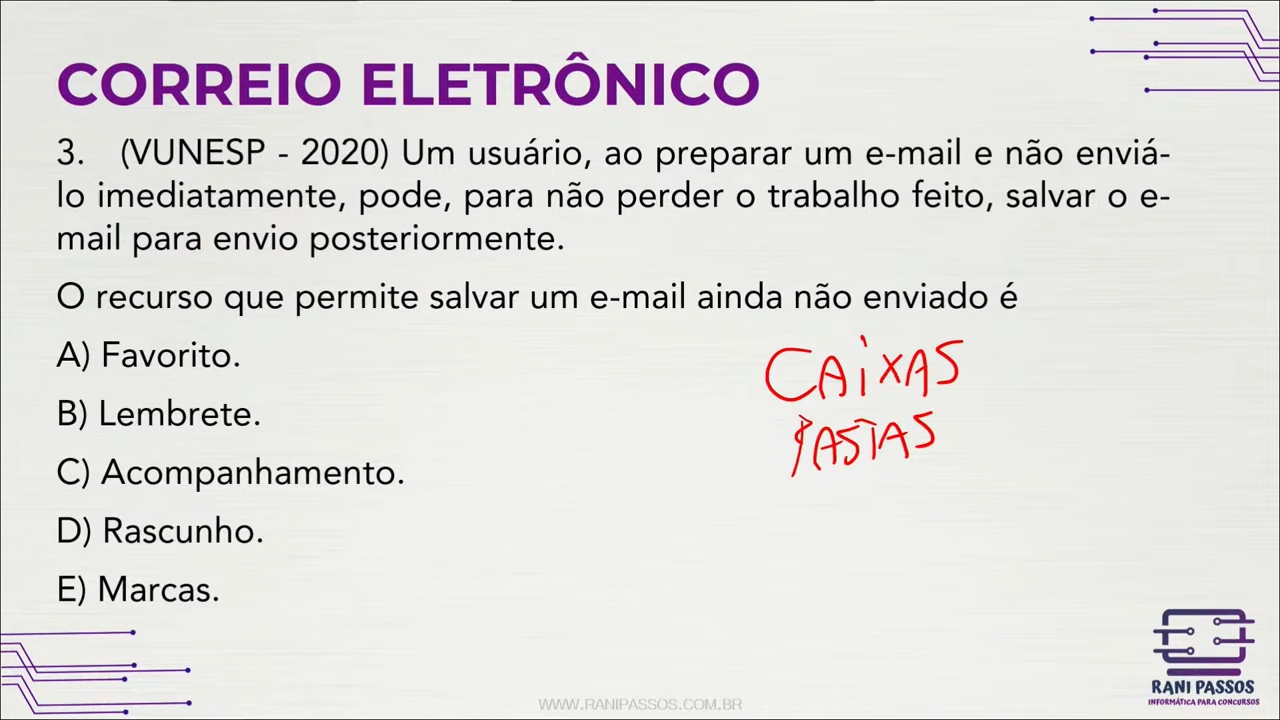 CORREIO ELETRÔNICO
3. (VUNESP - 2020) Um usuário, ao preparar um e-mail e não enviá-
lo imediatamente, pode, para não perder o trabalho feito, salvar o e-
mail para envio posteriormente.
O recurso que permite salvar um e-mail ainda não enviado é
A) Favorito.
CAIXAS
B) Lembrete.
PASTAS
C) Acompanhamento.
D) Rascunho.
E) Marcas.
RANI PASSOS
INFORMÁTICA PARA CONCURSOS
WWW.RANIPASSOS.COM.BR